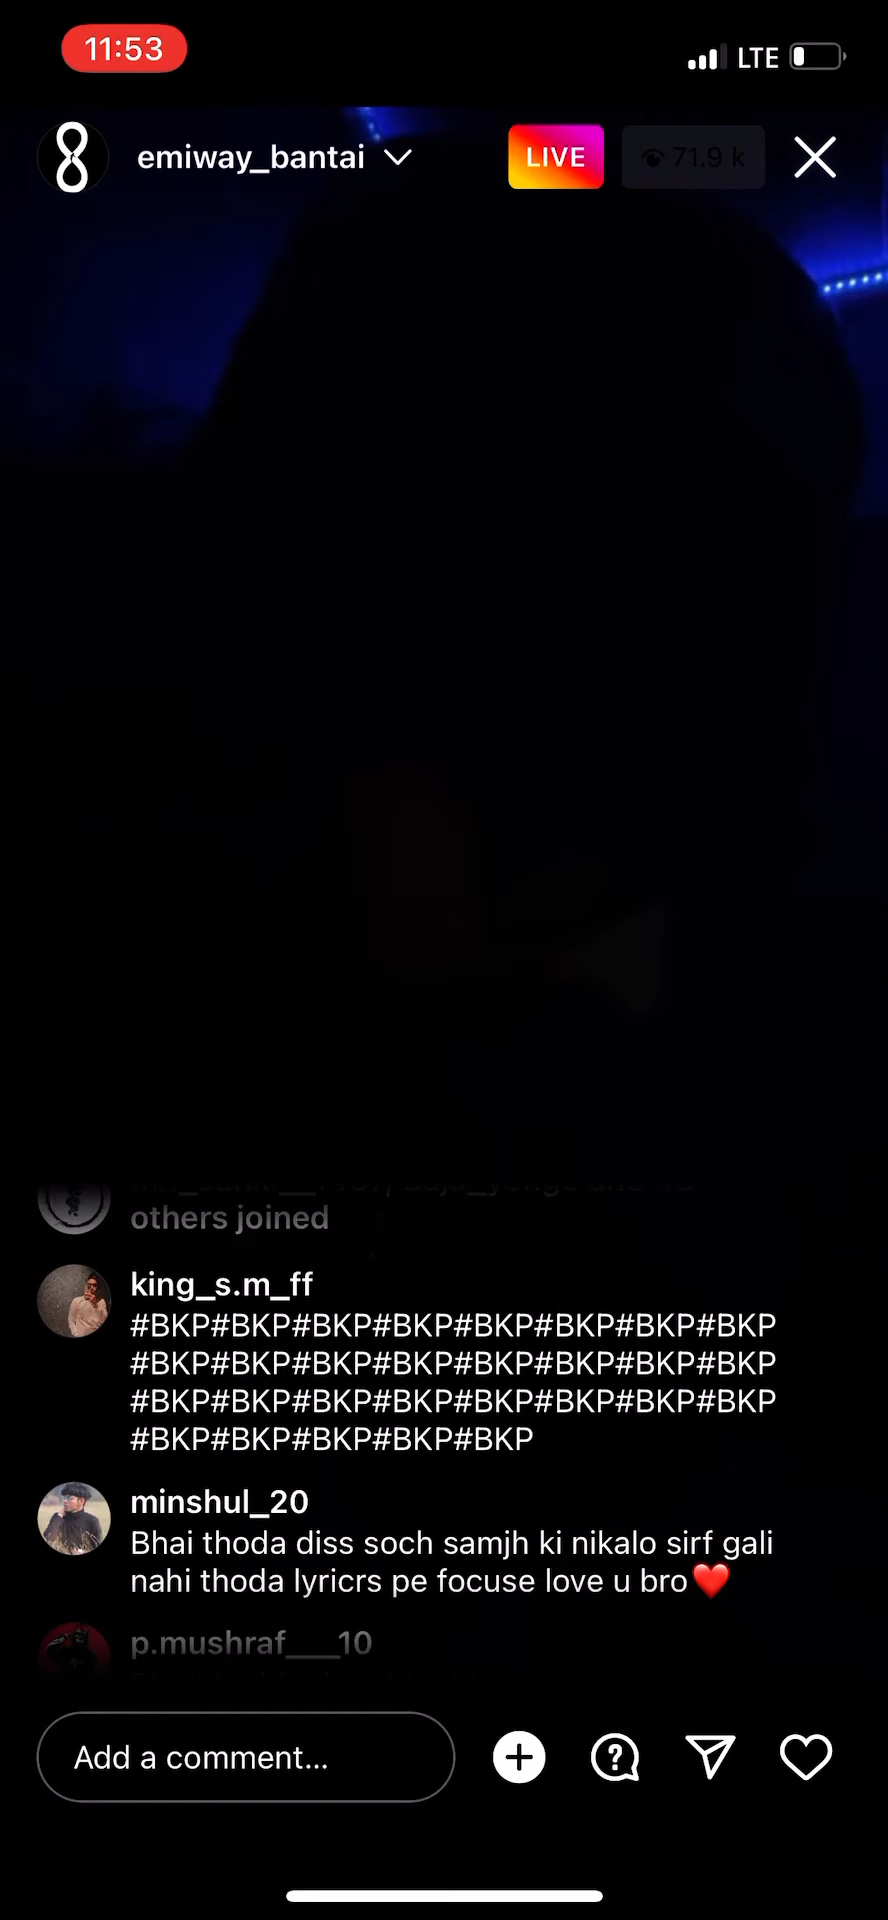 11:53
LTE
emiway_bantai
LIVE
71.9 k
others joined
king_s.m_ff
#BKP#BKP#BKP#BKP#BKP#BKP#BKP#BKP
#BKP#BKP#BKP#BKP#BKP#BKP#BKP#BKP
#BKP#BKP#BKP#BKP#BKP#BKP#BKP#BKP
#BKP#BKP#BKP#BKP#BKP
minshul_20
Bhai thoda diss soch samjh ki nikalo sirf gali
nahi thoda lyricrs pe focuse love u bro❤️
p.mushraf___10
Add a comment...